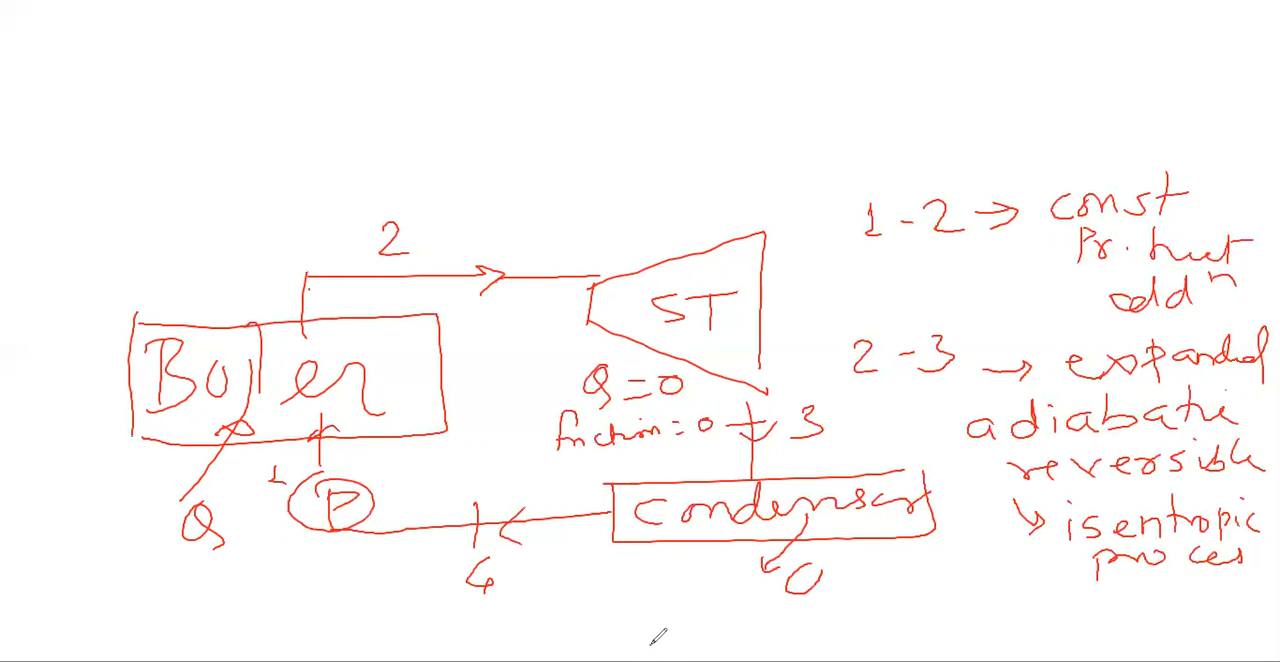 2
1-2 → const
Pr. heat
addⁿ
ST
Boiler
Q = 0
friction = 0
3
2-3 → expanded
adiabatic
reversible
↳ isentropic
proces
1
P
Q
Condenser
4
Q